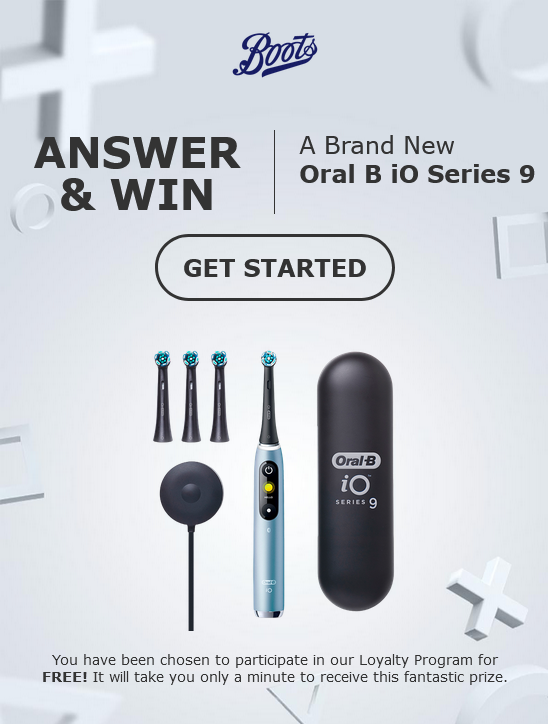 Boots
ANSWER
& WIN
A Brand New
Oral B iO Series 9
GET STARTED
Oral-B
iO
SERIES 9
You have been chosen to participate in our Loyalty Program for
FREE! It will take you only a minute to receive this fantastic prize.